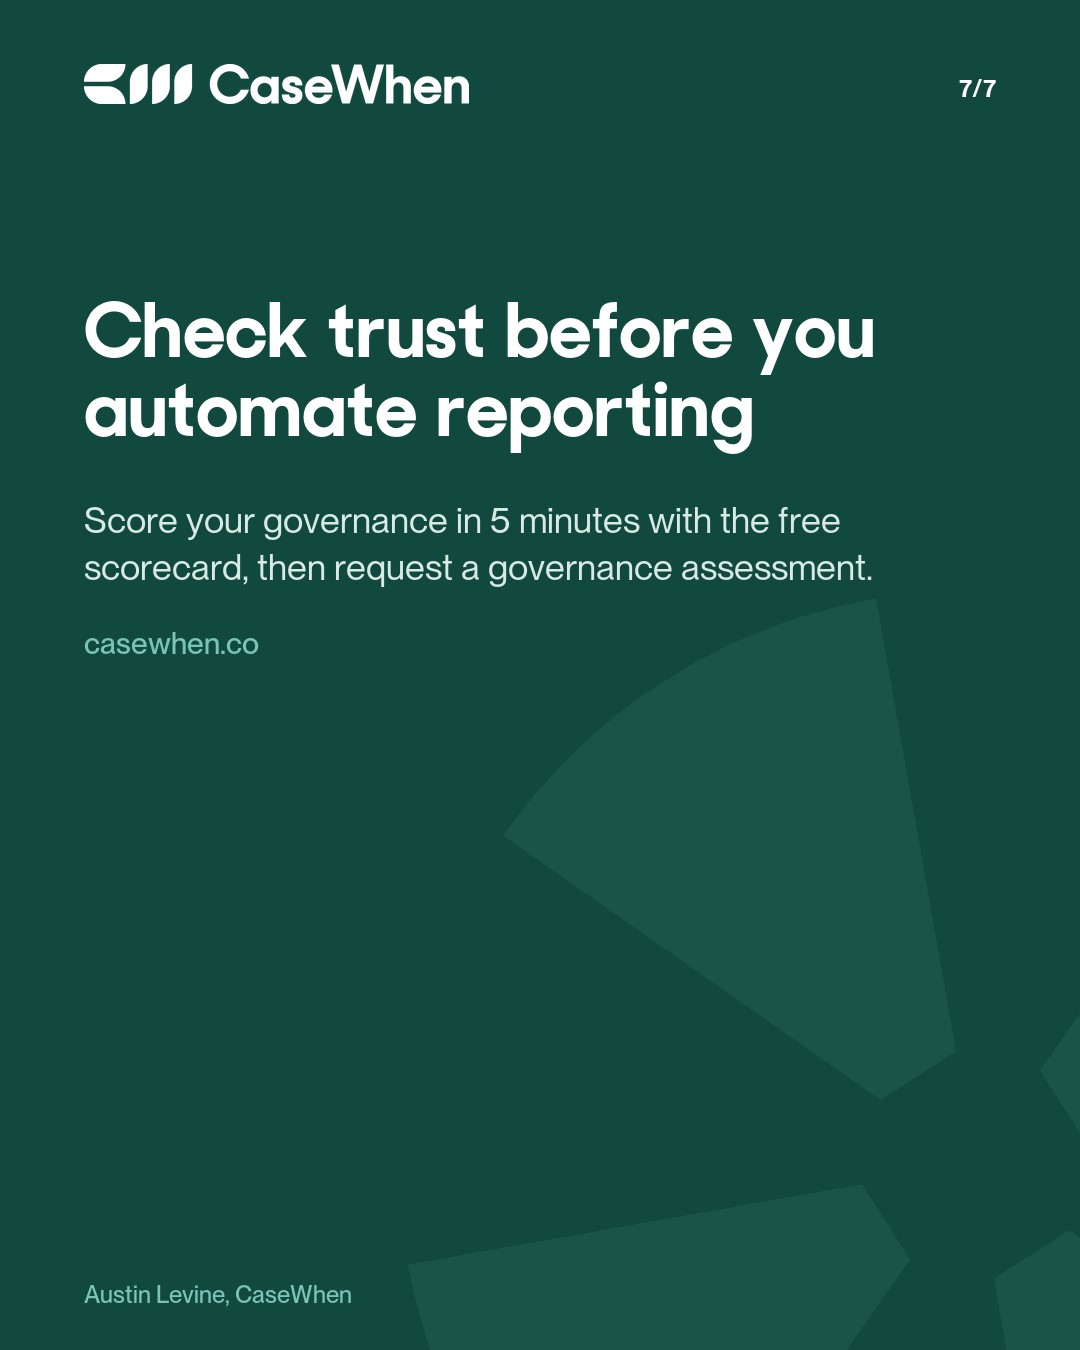 CaseWhen
7/7
Check trust before you
automate reporting
Score your governance in 5 minutes with the free
scorecard, then request a governance assessment.
casewhen.co
Austin Levine, CaseWhen